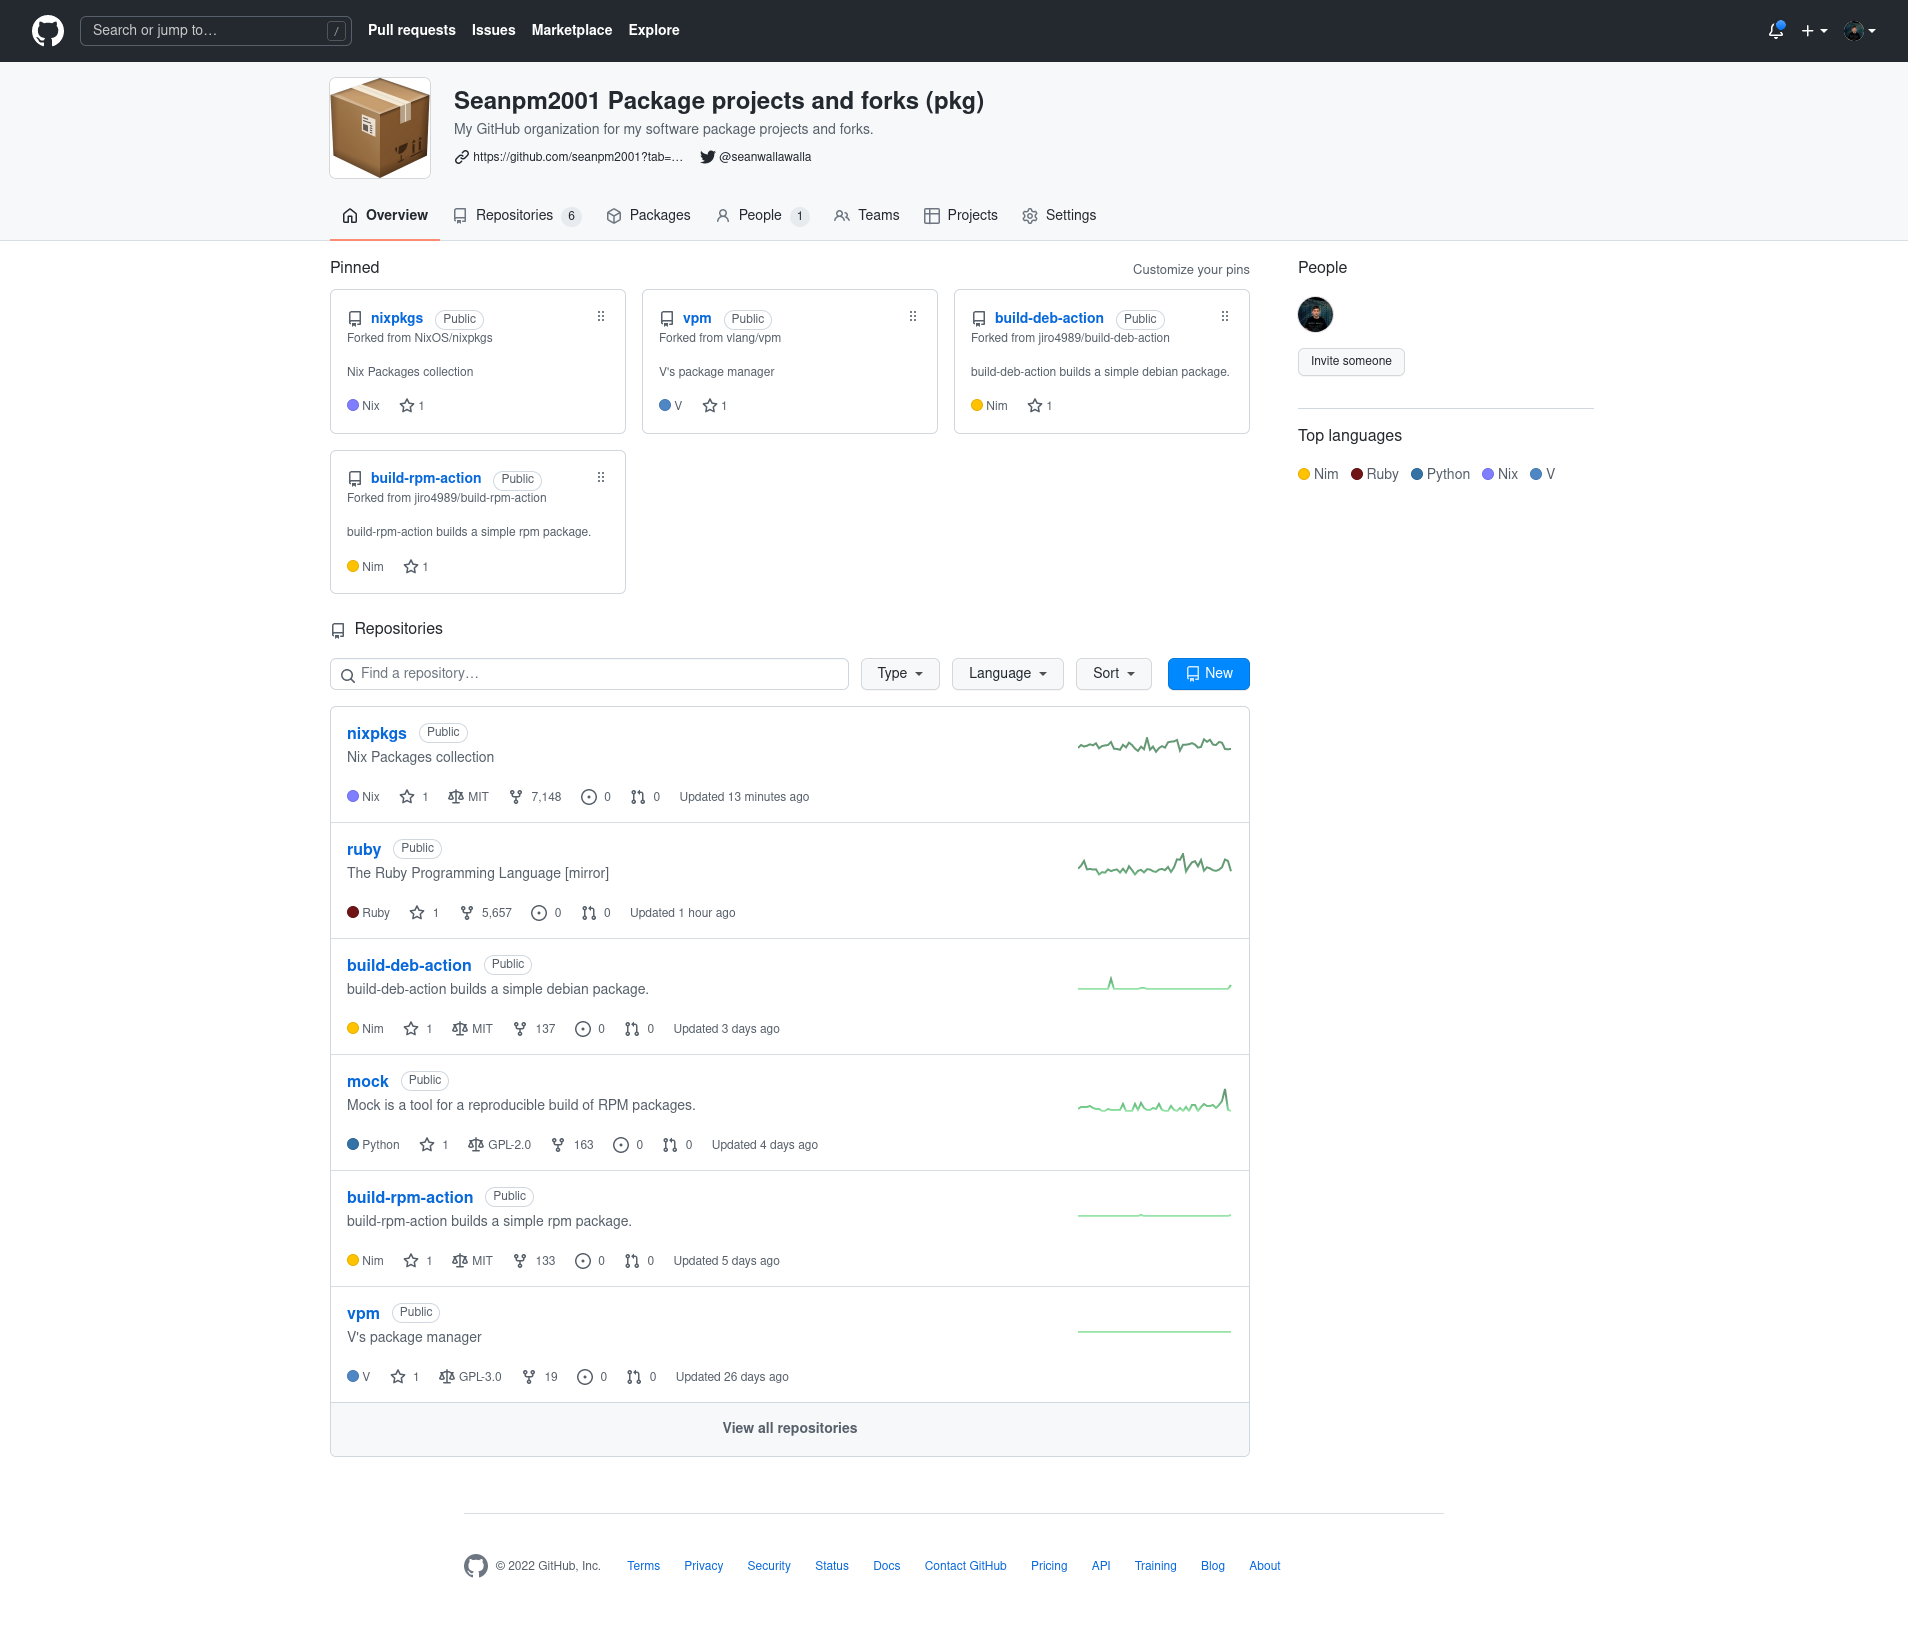 Search or jump to… /
Pull requests Issues Marketplace Explore
Seanpm2001 Package projects and forks (pkg)
My GitHub organization for my software package projects and forks.
https://github.com/seanpm2001?tab=… @seanwallawalla
Overview Repositories 6 Packages People 1 Teams Projects Settings
Pinned
Customize your pins
nixpkgs Public
Forked from NixOS/nixpkgs
Nix Packages collection
Nix 1
vpm Public
Forked from vlang/vpm
V's package manager
V 1
build-deb-action Public
Forked from jiro4989/build-deb-action
build-deb-action builds a simple debian package.
Nim 1
build-rpm-action Public
Forked from jiro4989/build-rpm-action
build-rpm-action builds a simple rpm package.
Nim 1
People
Invite someone
Top languages
Nim Ruby Python Nix V
Repositories
Find a repository… Type Language Sort New
nixpkgs Public
Nix Packages collection
Nix 1 MIT 7,148 0 0 Updated 13 minutes ago
ruby Public
The Ruby Programming Language [mirror]
Ruby 1 5,657 0 0 Updated 1 hour ago
build-deb-action Public
build-deb-action builds a simple debian package.
Nim 1 MIT 137 0 0 Updated 3 days ago
mock Public
Mock is a tool for a reproducible build of RPM packages.
Python 1 GPL-2.0 163 0 0 Updated 4 days ago
build-rpm-action Public
build-rpm-action builds a simple rpm package.
Nim 1 MIT 133 0 0 Updated 5 days ago
vpm Public
V's package manager
V 1 GPL-3.0 19 0 0 Updated 26 days ago
View all repositories
© 2022 GitHub, Inc. Terms Privacy Security Status Docs Contact GitHub Pricing API Training Blog About